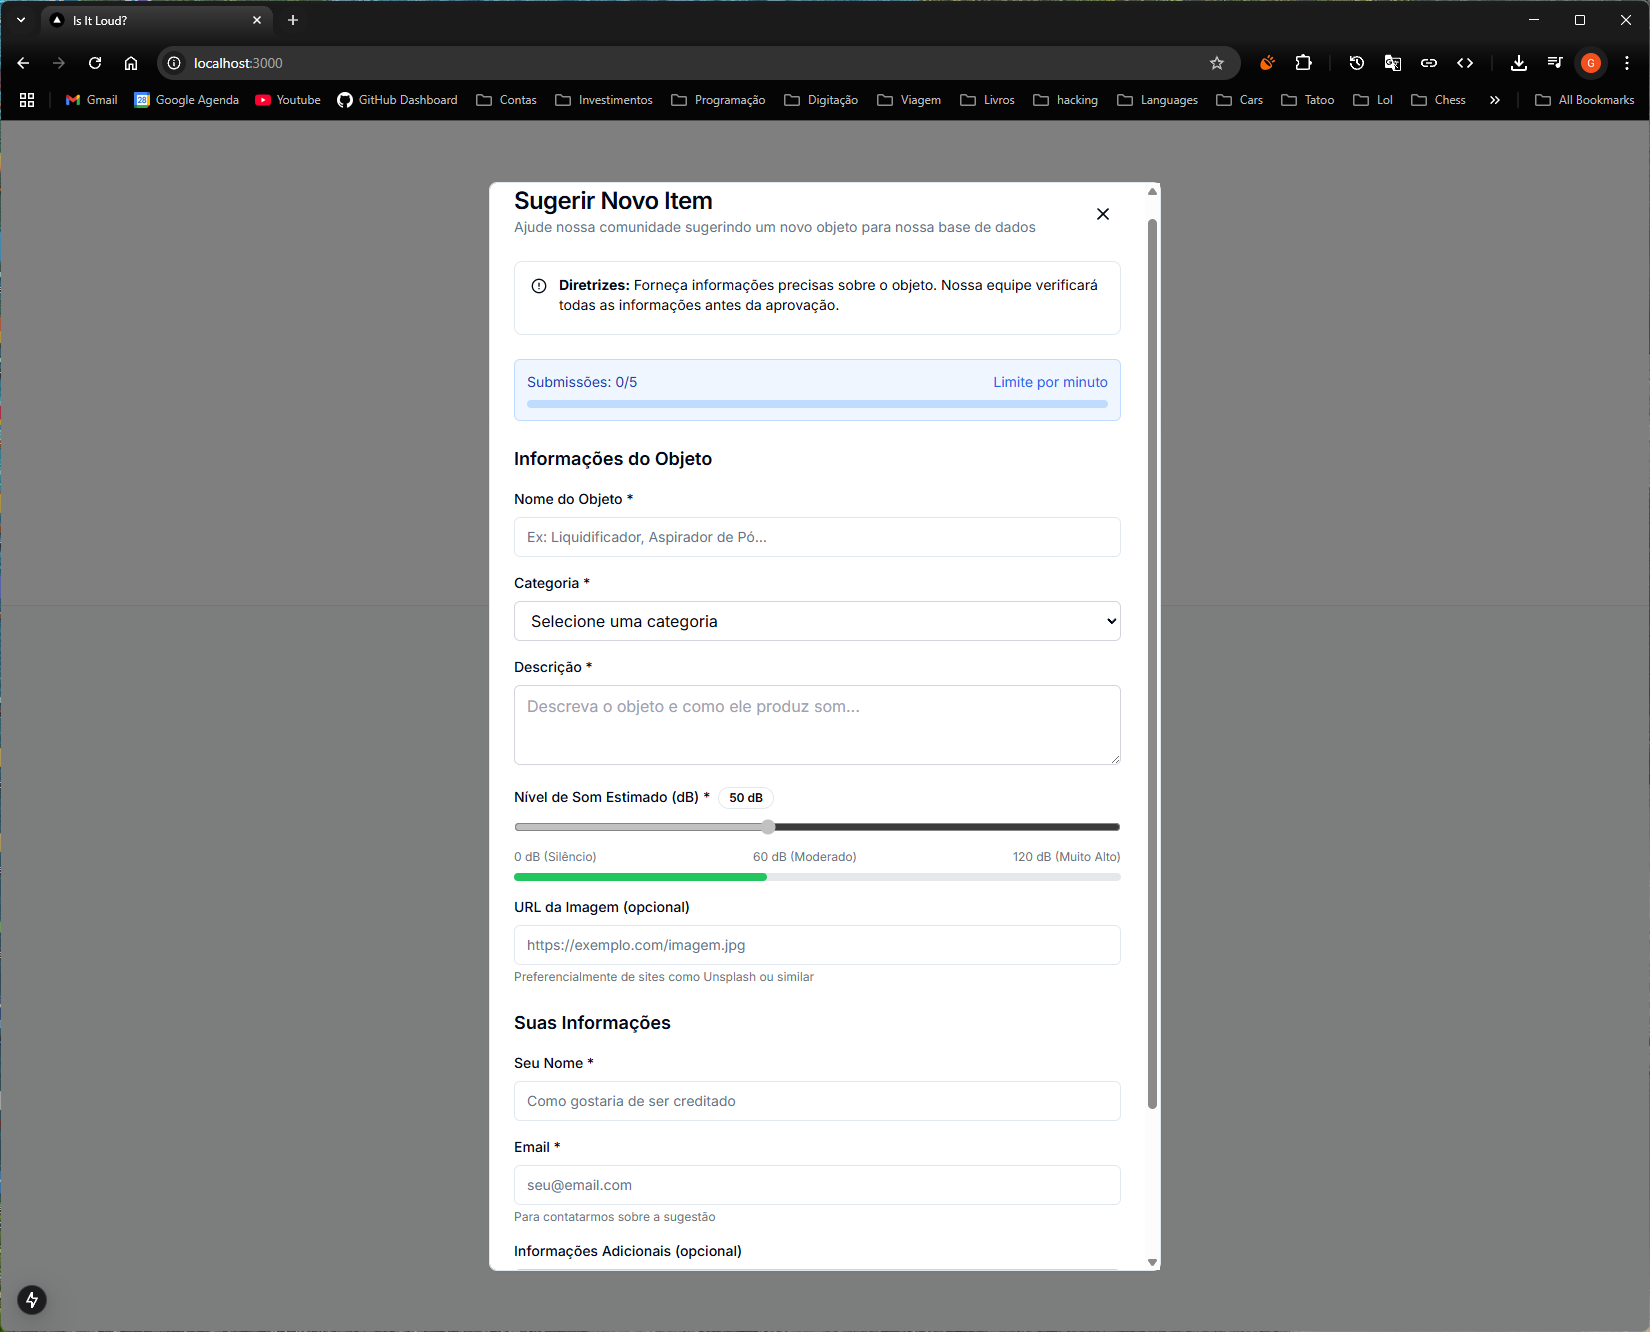 Is It Loud?
localhost:3000
G
Gmail
28
Google Agenda
Youtube
GitHub Dashboard
Contas
Investimentos
Programação
Digitação
Viagem
Livros
hacking
Languages
Cars
Tatoo
Lol
Chess
All Bookmarks
Sugerir Novo Item
Ajude nossa comunidade sugerindo um novo objeto para nossa base de dados
Diretrizes: Forneça informações precisas sobre o objeto. Nossa equipe verificará
todas as informações antes da aprovação.
Submissões: 0/5
Limite por minuto
Informações do Objeto
Nome do Objeto *
Ex: Liquidificador, Aspirador de Pó...
Categoria *
Selecione uma categoria
Descrição *
Descreva o objeto e como ele produz som...
Nível de Som Estimado (dB) *
50 dB
0 dB (Silêncio)
60 dB (Moderado)
120 dB (Muito Alto)
URL da Imagem (opcional)
https://exemplo.com/imagem.jpg
Preferencialmente de sites como Unsplash ou similar
Suas Informações
Seu Nome *
Como gostaria de ser creditado
Email *
seu@email.com
Para contatarmos sobre a sugestão
Informações Adicionais (opcional)